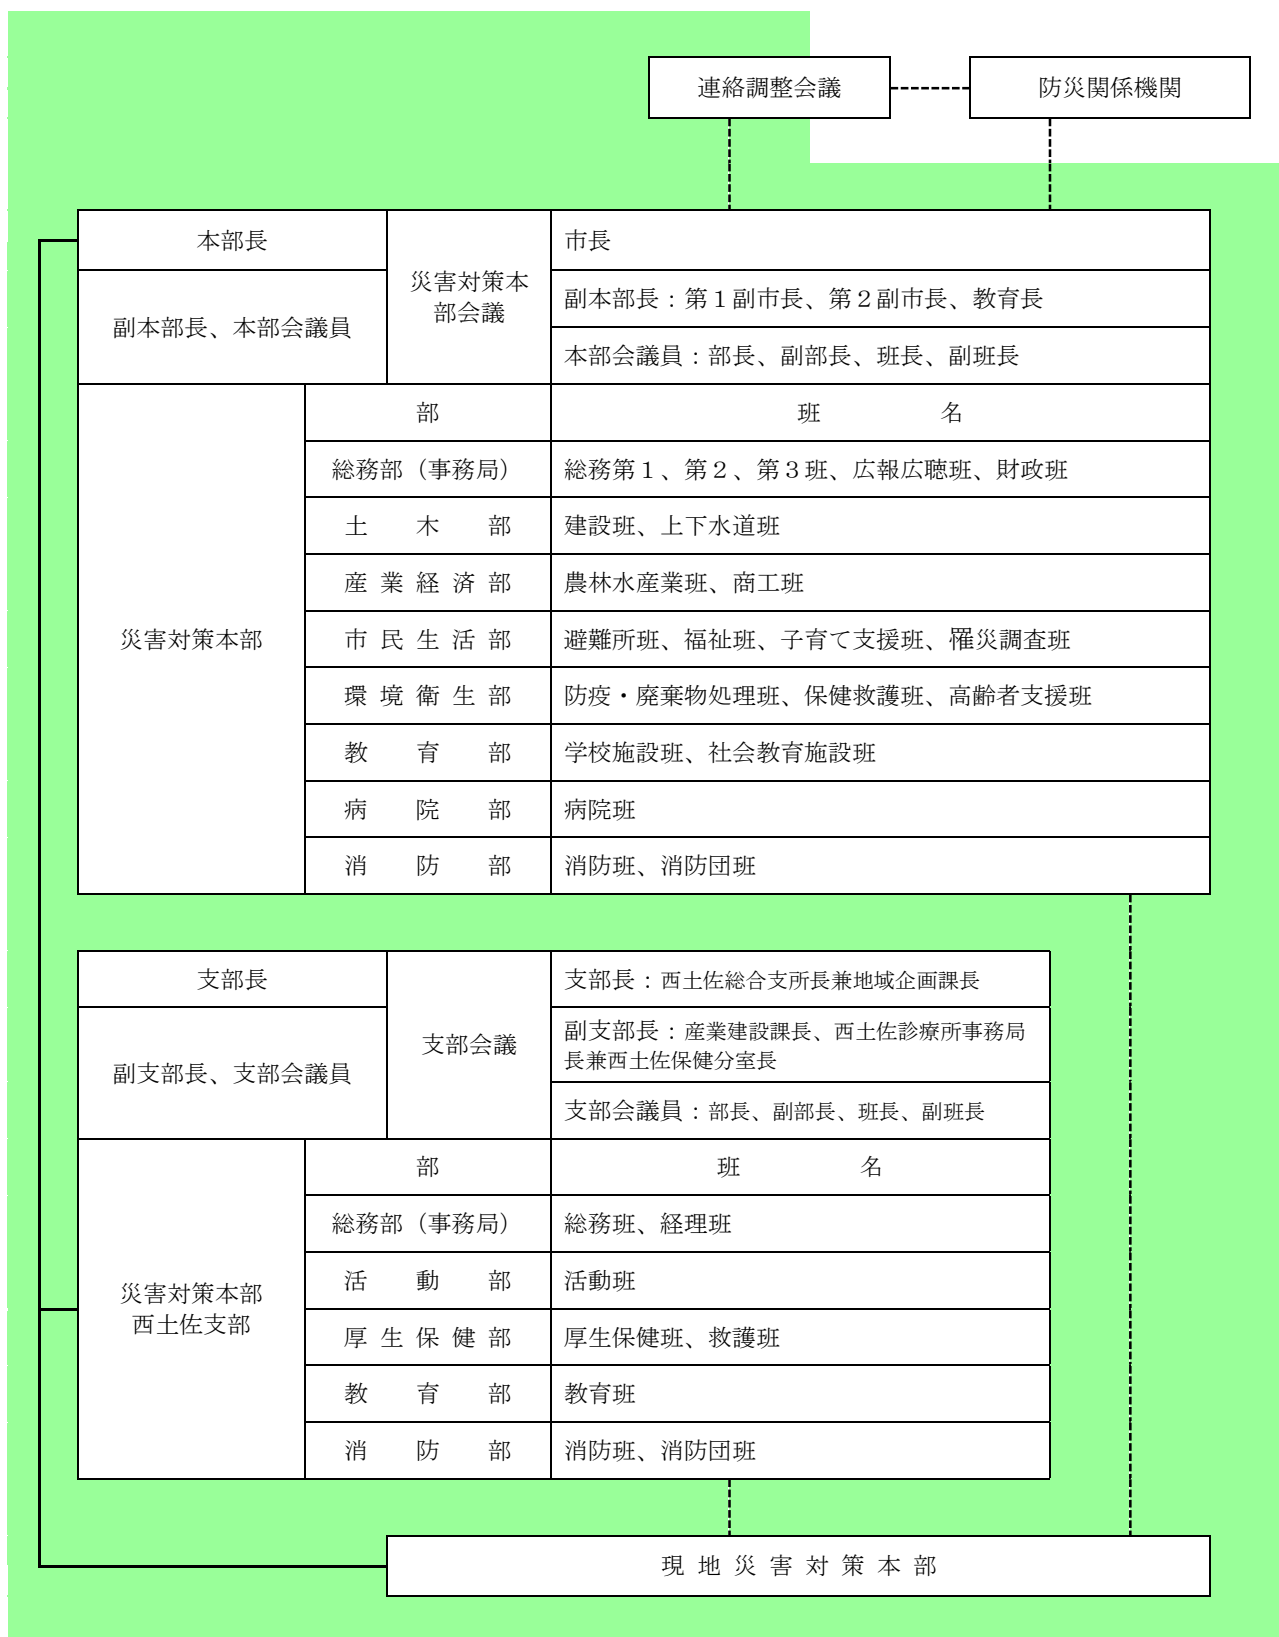 連絡調整会議
防災関係機関
本部長
災害対策本
部会議
市長
副本部長、本部会議員
副本部長：第１副市長、第２副市長、教育長
本部会議員：部長、副部長、班長、副班長
災害対策本部
部
班　　　　　名
総務部（事務局）
総務第１、第２、第３班、広報広聴班、財政班
土　木　部
建設班、上下水道班
産業経済部
農林水産業班、商工班
市民生活部
避難所班、福祉班、子育て支援班、罹災調査班
環境衛生部
防疫・廃棄物処理班、保健救護班、高齢者支援班
教　育　部
学校施設班、社会教育施設班
病　院　部
病院班
消　防　部
消防班、消防団班
支部長
支部会議
支部長：西土佐総合支所長兼地域企画課長
副支部長、支部会議員
副支部長：産業建設課長、西土佐診療所事務局
長兼西土佐保健分室長
支部会議員：部長、副部長、班長、副班長
災害対策本部
西土佐支部
部
班　　　　　名
総務部（事務局）
総務班、経理班
活　動　部
活動班
厚生保健部
厚生保健班、救護班
教　育　部
教育班
消　防　部
消防班、消防団班
現地災害対策本部